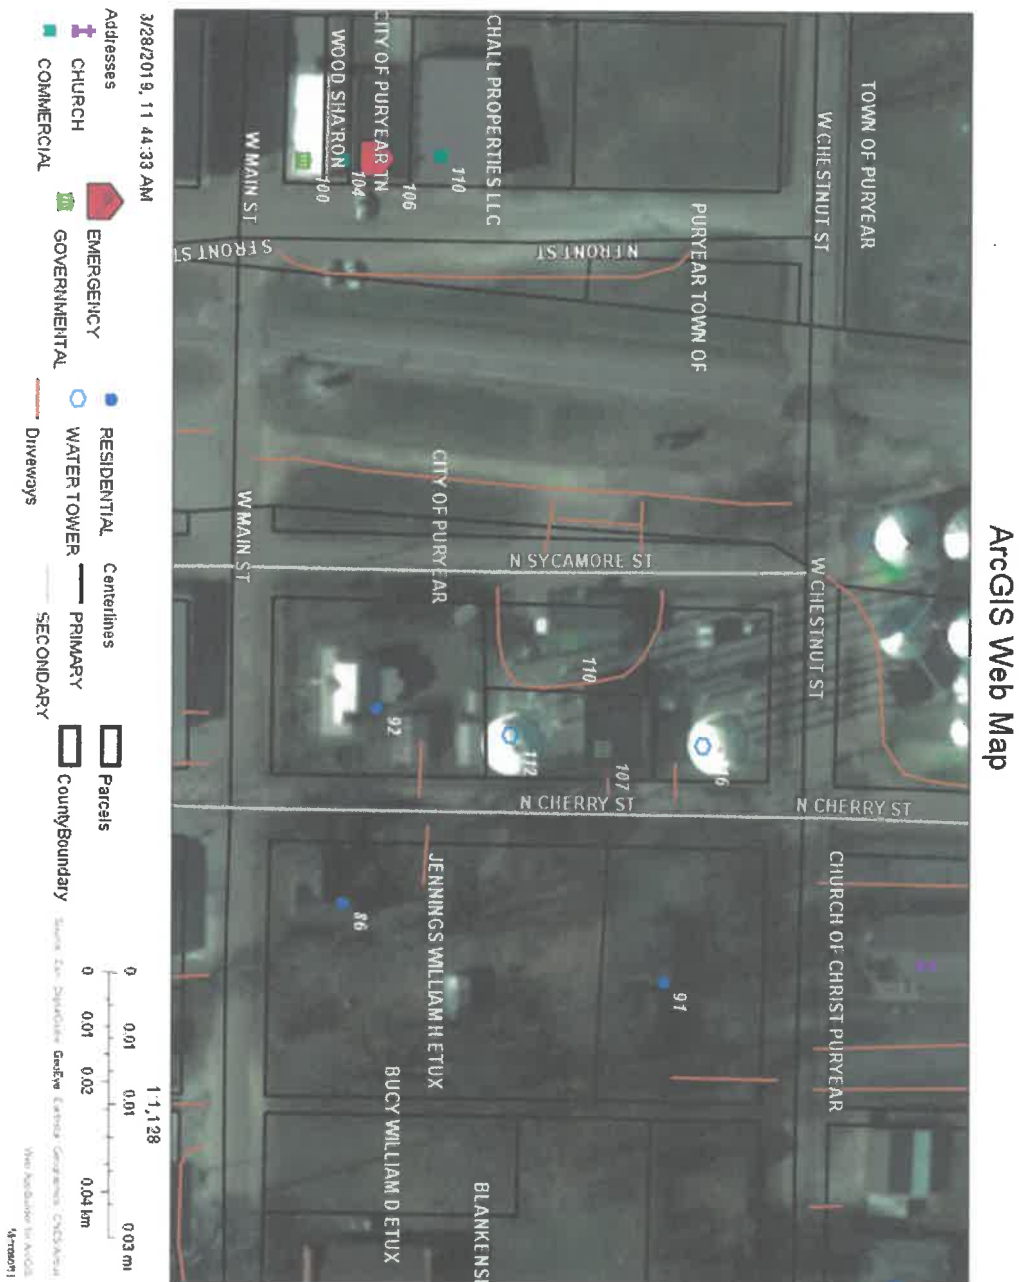 ArcGIS Web Map
TOWN OF PURYEAR
W CHESTNUT ST
W CHESTNUT ST
N CHERRY ST
CHURCH OF CHRIST PURYEAR
PURYEAR TOWN OF
16
91
N FRONT ST
N SYCAMORE ST
110
107
N CHERRY ST
112
CHALL PROPERTIES LLC
110
BLANKENS
CITY OF PURYEAR
JENNINGS WILLIAM H ETUX
CITY OF PURYEAR TN
106
92
BUCY WILLIAM D ETUX
WOOD SHARON
104
86
100
W MAIN ST
S FRONT ST
W MAIN ST
3/28/2019, 11 44:33 AM
1:1,128
Addresses
EMERGENCY
RESIDENTIAL
Centerlines
Parcels
0 0.01 0.01 0.03 mi
CHURCH
GOVERNMENTAL
WATER TOWER
PRIMARY
CountyBoundary
0 0.01 0.02 0.04 km
COMMERCIAL
Driveways
SECONDARY